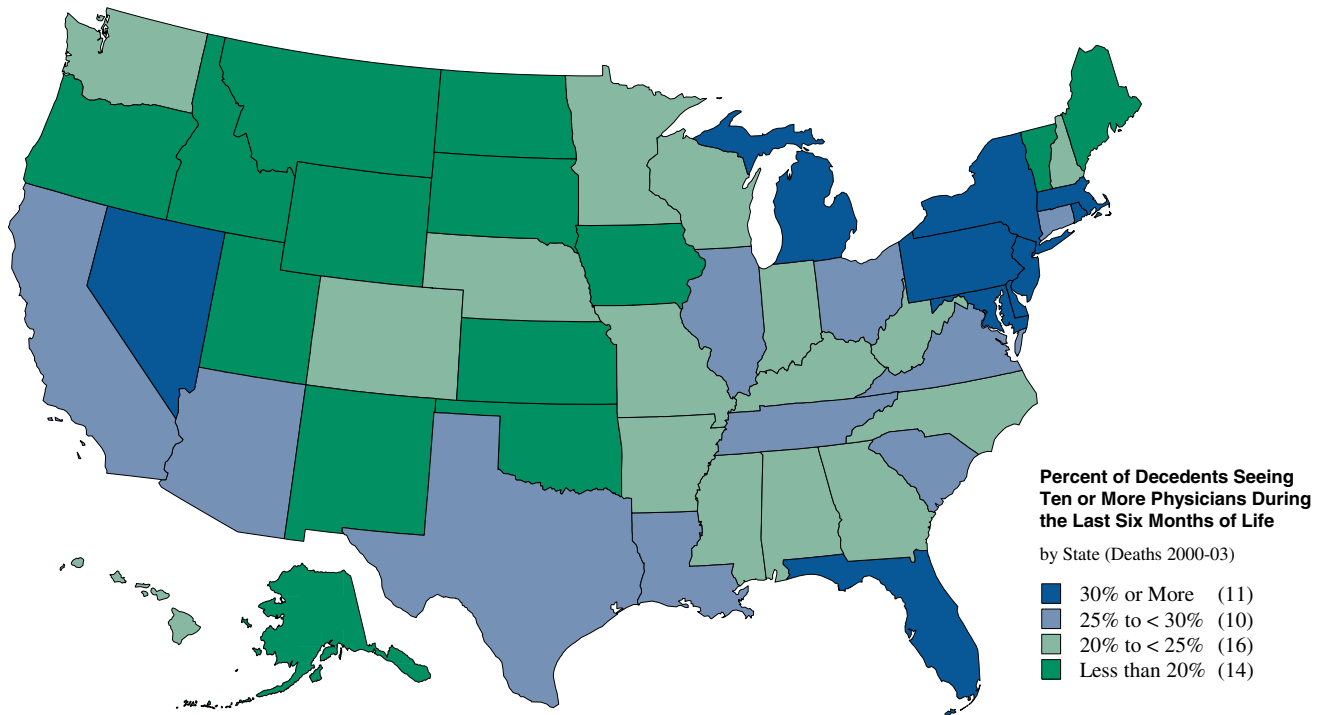 Percent of Decedents Seeing
Ten or More Physicians During
the Last Six Months of Life
by State (Deaths 2000-03)
30% or More (11)
25% to < 30% (10)
20% to < 25% (16)
Less than 20% (14)